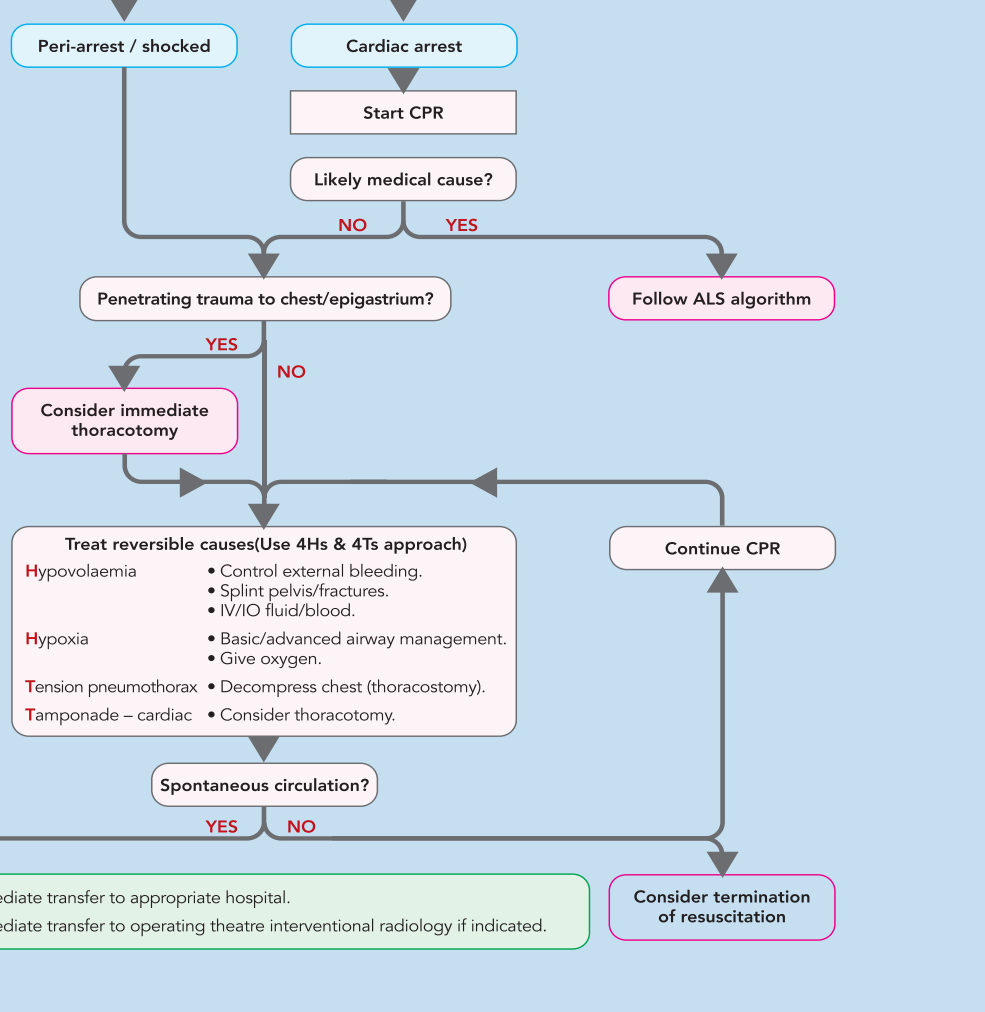 Peri-arrest / shocked
Cardiac arrest
Start CPR
Likely medical cause?
NO
YES
Penetrating trauma to chest/epigastrium?
Follow ALS algorithm
YES
NO
Consider immediate
thoracotomy
Treat reversible causes(Use 4Hs & 4Ts approach)
Hypovolaemia
• Control external bleeding.
• Splint pelvis/fractures.
• IV/IO fluid/blood.
Hypoxia
• Basic/advanced airway management.
• Give oxygen.
Tension pneumothorax • Decompress chest (thoracostomy).
Tamponade – cardiac • Consider thoracotomy.
Continue CPR
Spontaneous circulation?
YES
NO
ediate transfer to appropriate hospital.
ediate transfer to operating theatre interventional radiology if indicated.
Consider termination
of resuscitation